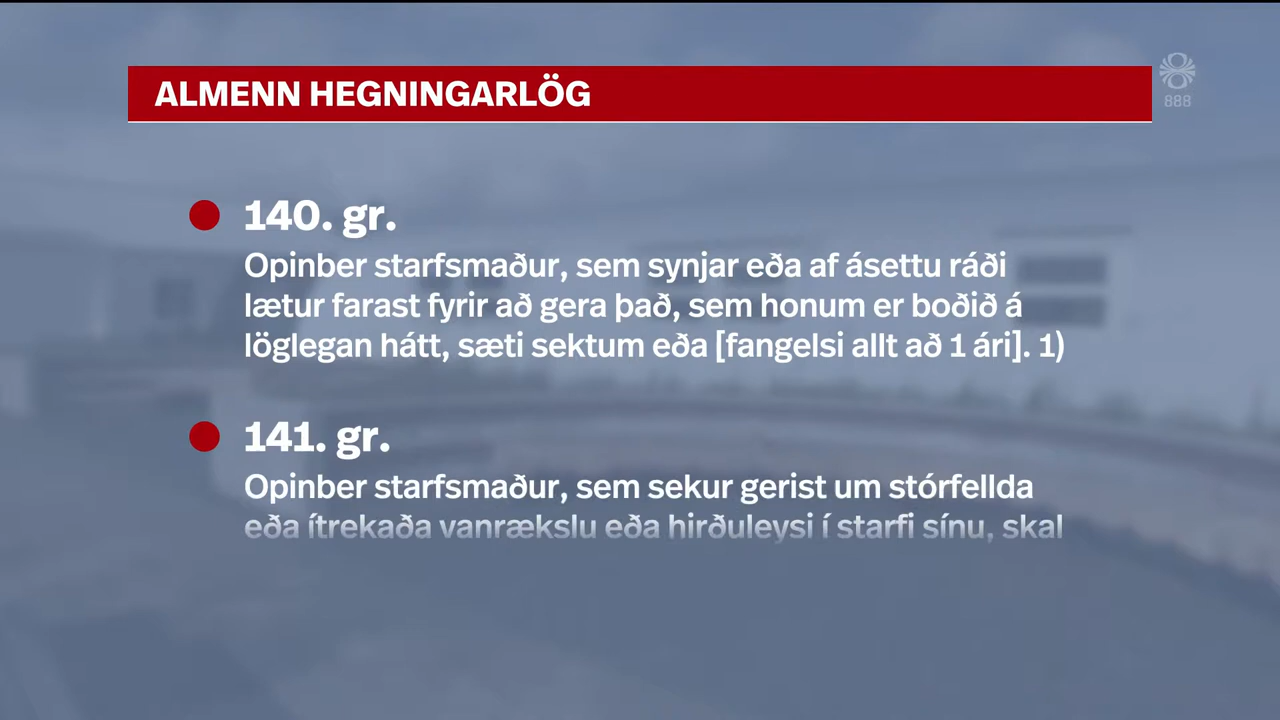 ALMENN HEGNINGARLÖG
888
140. gr.
Opinber starfsmaður, sem synjar eða af ásettu ráði
lætur farast fyrir að gera það, sem honum er boðið á
löglegan hátt, sæti sektum eða [fangelsi allt að 1 ári]. 1)
141. gr.
Opinber starfsmaður, sem sekur gerist um stórfellda
eða ítrekaða vanrækslu eða hirðuleysi í starfi sínu, skal